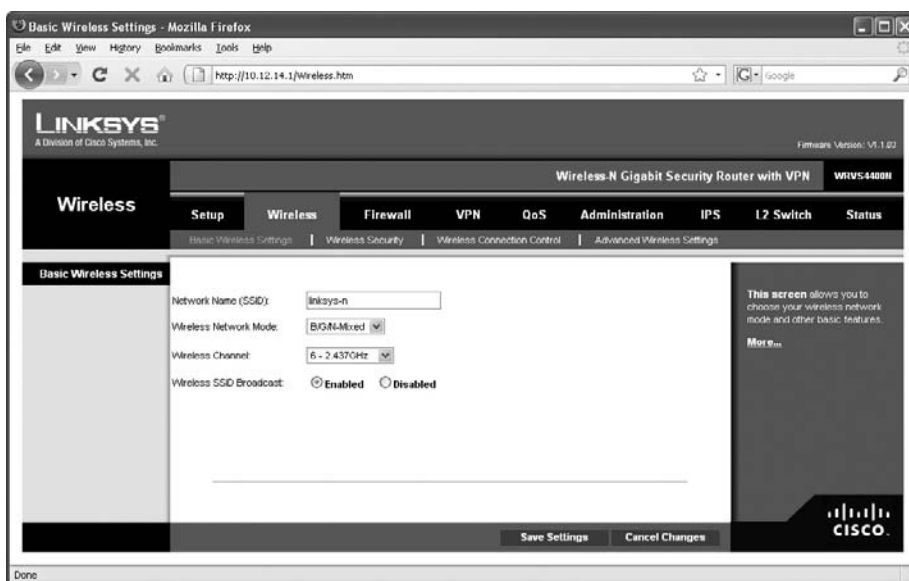 Basic Wireless Settings - Mozilla Firefox
File Edit View History Bookmarks Tools Help
http://10.12.14.1/Wireless.htm
Google
LINKSYS®
A Division of Cisco Systems, Inc.
Firmware Version: V1.1.03
Wireless-N Gigabit Security Router with VPN WRVS4400N
Wireless
Setup Wireless Firewall VPN QoS Administration IPS L2 Switch Status
Basic Wireless Settings | Wireless Security | Wireless Connection Control | Advanced Wireless Settings
Basic Wireless Settings
Network Name (SSID): linksys-n
Wireless Network Mode: B/G/N-Mixed
Wireless Channel: 6 - 2.437GHz
Wireless SSID Broadcast: Enabled Disabled
This screen allows you to
choose your wireless network
mode and other basic features.
More...
Save Settings Cancel Changes
CISCO.
Done